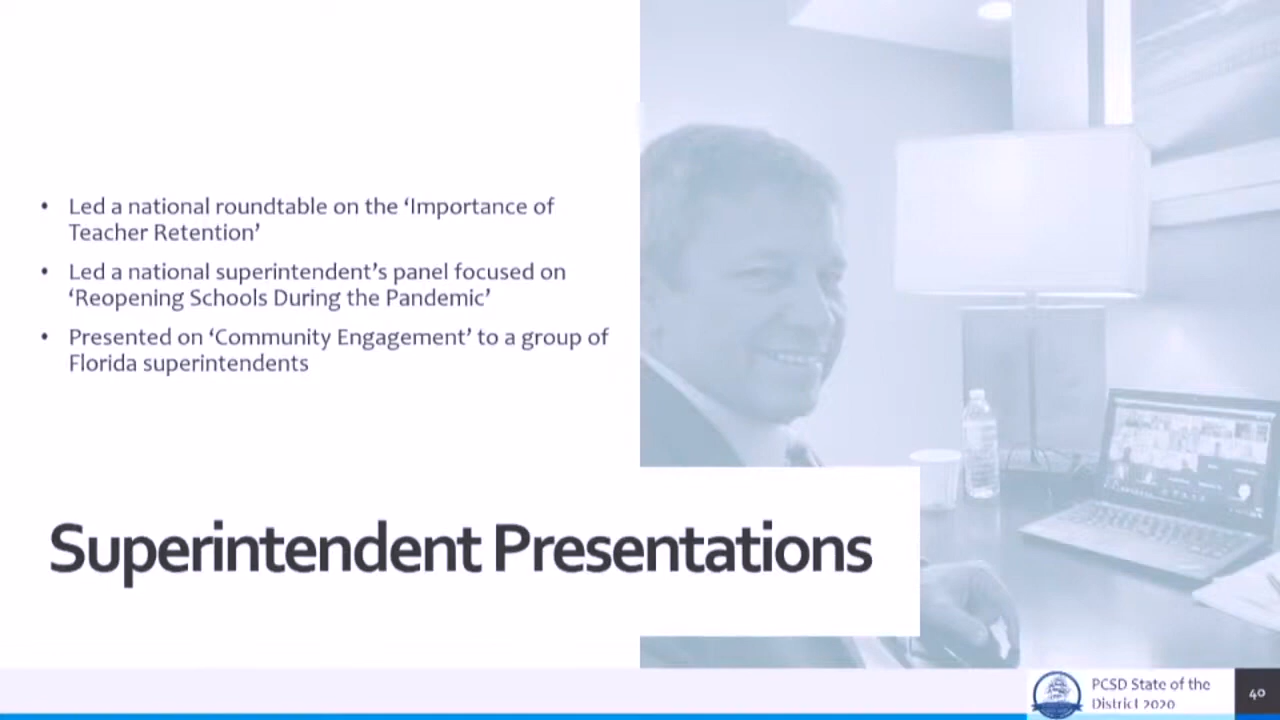 • Led a national roundtable on the ‘Importance of
Teacher Retention’
• Led a national superintendent’s panel focused on
‘Reopening Schools During the Pandemic’
• Presented on ‘Community Engagement’ to a group of
Florida superintendents
Superintendent Presentations
PCSD State of the
District 2020
40